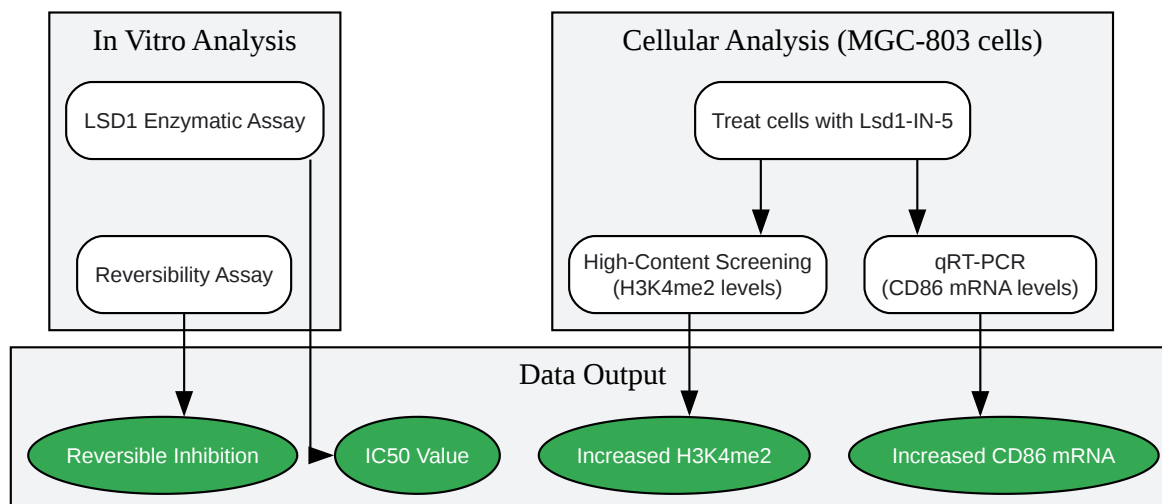 In Vitro Analysis
LSD1 Enzymatic Assay
Reversibility Assay
Cellular Analysis (MGC-803 cells)
Treat cells with Lsd1-IN-5
High-Content Screening
(H3K4me2 levels)
qRT-PCR
(CD86 mRNA levels)
Data Output
Reversible Inhibition
IC50 Value
Increased H3K4me2
Increased CD86 mRNA